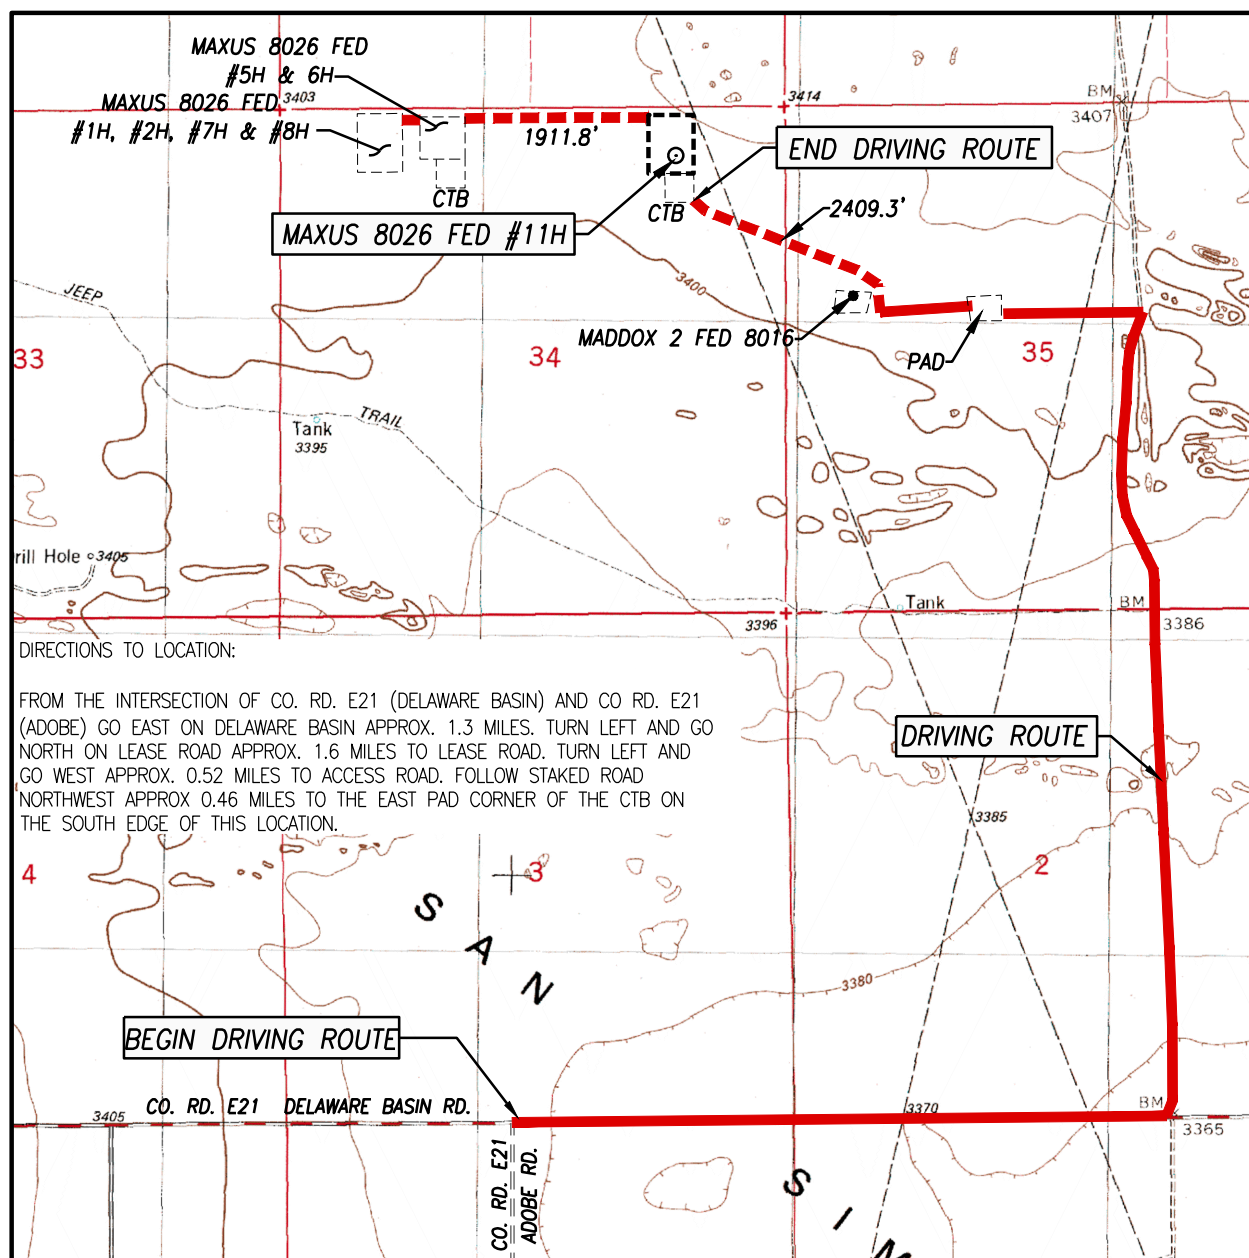 MAXUS 8026 FED
#5H & 6H
MAXUS 8026 FED
#1H, #2H, #7H & #8H
3403
3414
BM
3407
1911.8'
END DRIVING ROUTE
CTB
CTB
MAXUS 8026 FED #11H
2409.3'
3400
JEEP
MADDOX 2 FED 8016
PAD
33
34
35
TRAIL
Tank
3395
rill Hole
3405
Tank
BM
3396
3386
DIRECTIONS TO LOCATION:
FROM THE INTERSECTION OF CO. RD. E21 (DELAWARE BASIN) AND CO RD. E21
(ADOBE) GO EAST ON DELAWARE BASIN APPROX. 1.3 MILES. TURN LEFT AND GO
NORTH ON LEASE ROAD APPROX. 1.6 MILES TO LEASE ROAD. TURN LEFT AND
GO WEST APPROX. 0.52 MILES TO ACCESS ROAD. FOLLOW STAKED ROAD
NORTHWEST APPROX 0.46 MILES TO THE EAST PAD CORNER OF THE CTB ON
THE SOUTH EDGE OF THIS LOCATION.
DRIVING ROUTE
3385
4
3
2
SAN
3380
BEGIN DRIVING ROUTE
3405
CO. RD. E21 DELAWARE BASIN RD.
3370
BM
3365
CO. RD. E21
ADOBE RD.
SIM